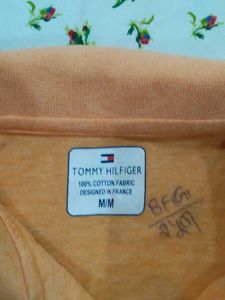 TOMMY HILFIGER
100% COTTON FABRIC
DESIGNED IN FRANCE
M/M